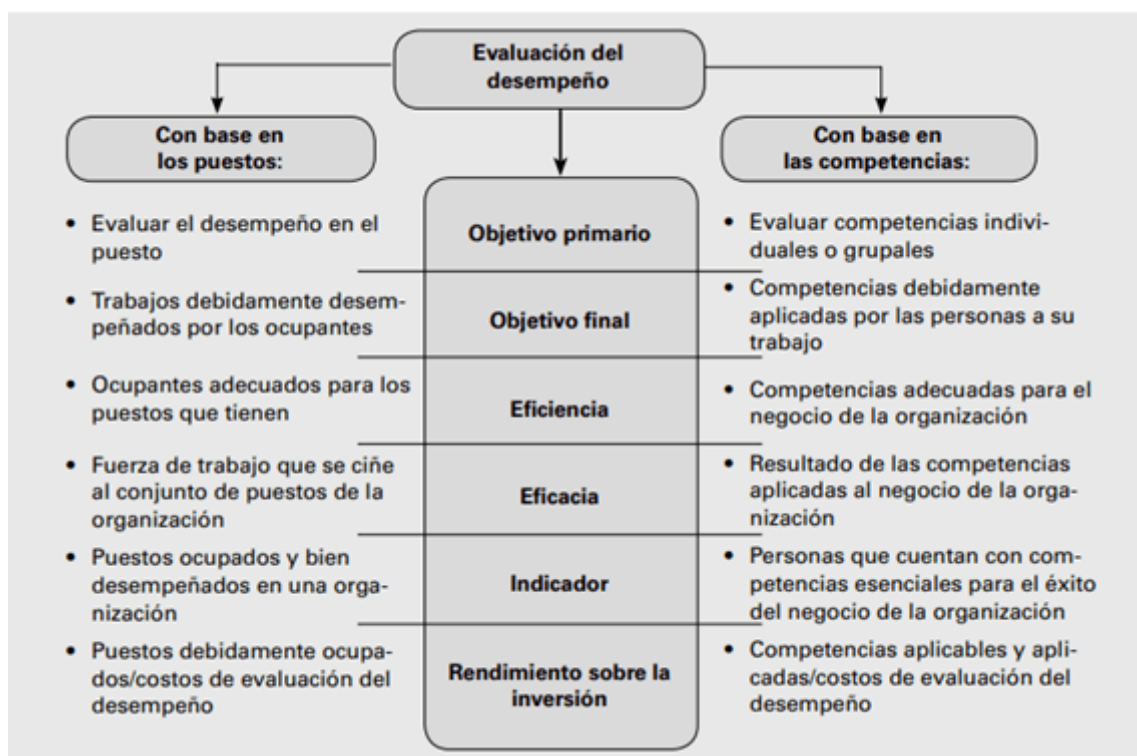 Evaluación del
desempeño
Con base en
los puestos:
Con base en
las competencias:
• Evaluar el desempeño en el
puesto
Objetivo primario
• Evaluar competencias indivi-
duales o grupales
• Trabajos debidamente desem-
peñados por los ocupantes
Objetivo final
• Competencias debidamente
aplicadas por las personas a su
trabajo
• Ocupantes adecuados para los
puestos que tienen
Eficiencia
• Competencias adecuadas para el
negocio de la organización
• Fuerza de trabajo que se ciñe
al conjunto de puestos de la
organización
Eficacia
• Resultado de las competencias
aplicadas al negocio de la orga-
nización
• Puestos ocupados y bien
desempeñados en una orga-
nización
Indicador
• Personas que cuentan con com-
petencias esenciales para el éxito
del negocio de la organización
• Puestos debidamente ocupa-
dos/costos de evaluación del
desempeño
Rendimiento sobre la
inversión
• Competencias aplicables y apli-
cadas/costos de evaluación del
desempeño